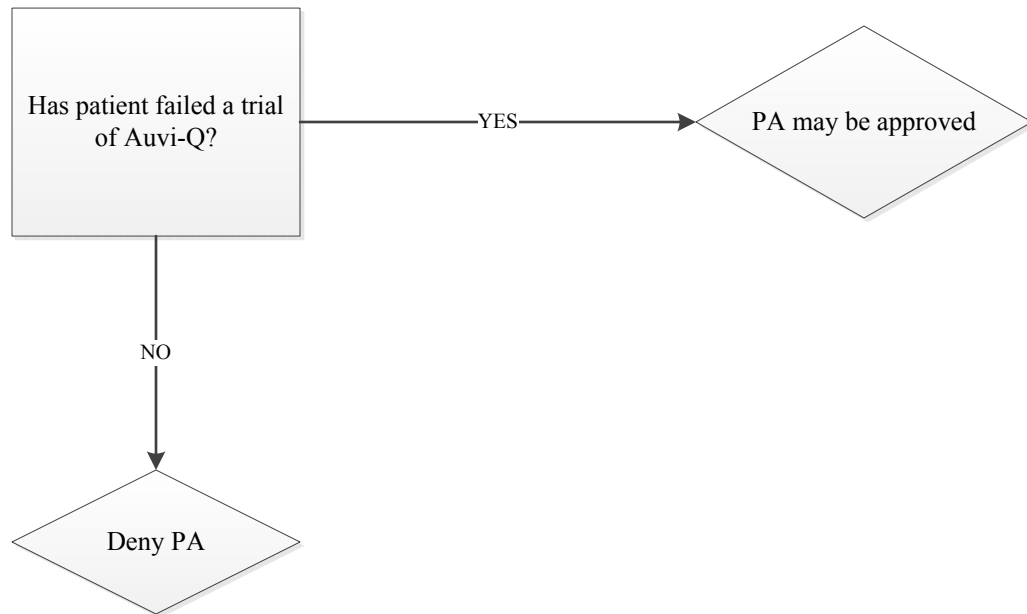 Has patient failed a trial
of Auvi-Q?
YES
PA may be approved
NO
Deny PA